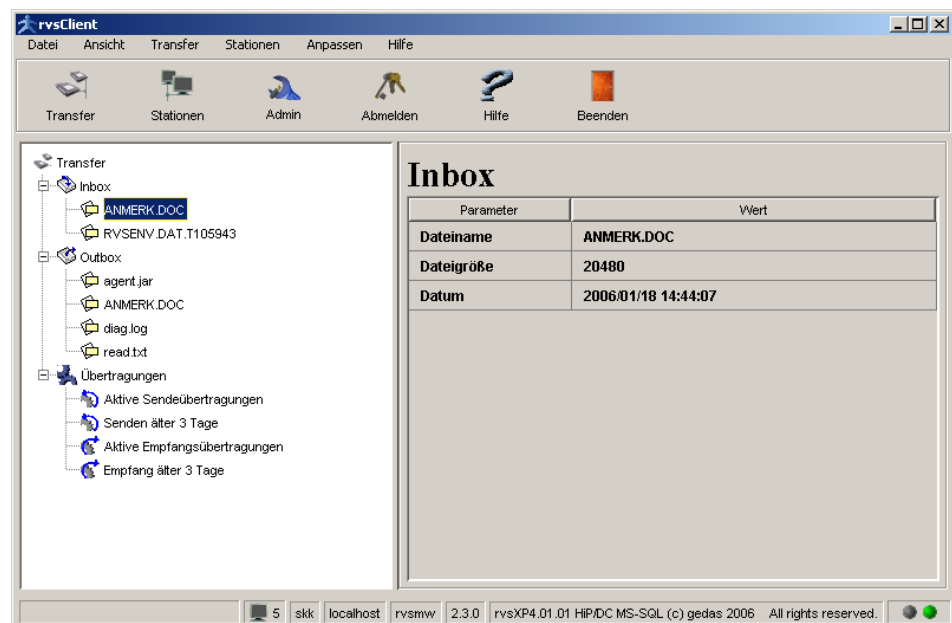 rvsClient
Datei Ansicht Transfer Stationen Anpassen Hilfe
Transfer Stationen Admin Abmelden Hilfe Beenden
Transfer
Inbox
ANMERK.DOC
RVSENV.DAT.T105943
Outbox
agent.jar
ANMERK.DOC
diag.log
read.txt
Übertragungen
Aktive Sendeübertragungen
Senden älter 3 Tage
Aktive Empfangsübertragungen
Empfang älter 3 Tage
Inbox
Parameter Wert
Dateiname ANMERK.DOC
Dateigröße 20480
Datum 2006/01/18 14:44:07
5 skk localhost rvsmw 2.3.0 rvsXP4.01.01 HiP/DC MS-SQL (c) gedas 2006 All rights reserved.